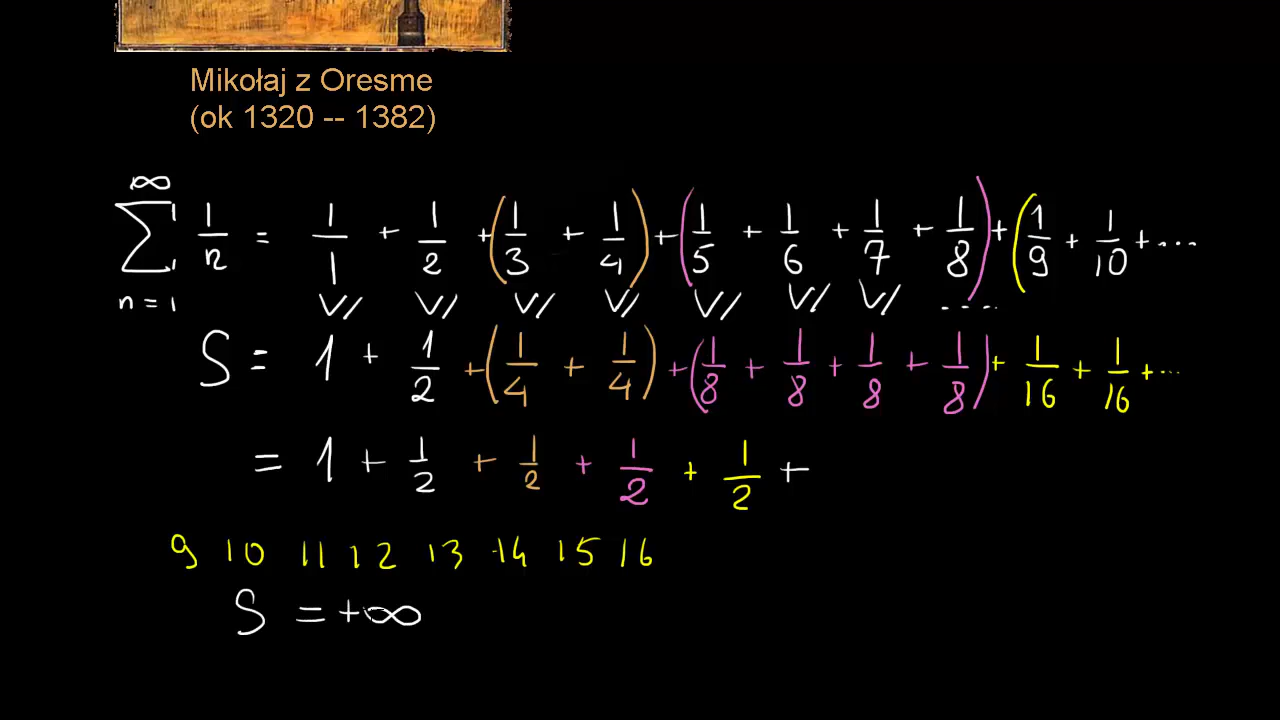 Mikołaj z Oresme
(ok 1320 -- 1382)
∞
∑ 1/n = 1/1 + 1/2 + (1/3 + 1/4) + (1/5 + 1/6 + 1/7 + 1/8) + (1/9 + 1/10 + ...
n = 1
V/ V/ V/ V/ V/ V/ V/ ....
S = 1 + 1/2 + (1/4 + 1/4) + (1/8 + 1/8 + 1/8 + 1/8) + 1/16 + 1/16 + ...
= 1 + 1/2 + 1/2 + 1/2 + 1/2 +
9 10 11 12 13 14 15 16
S = +∞